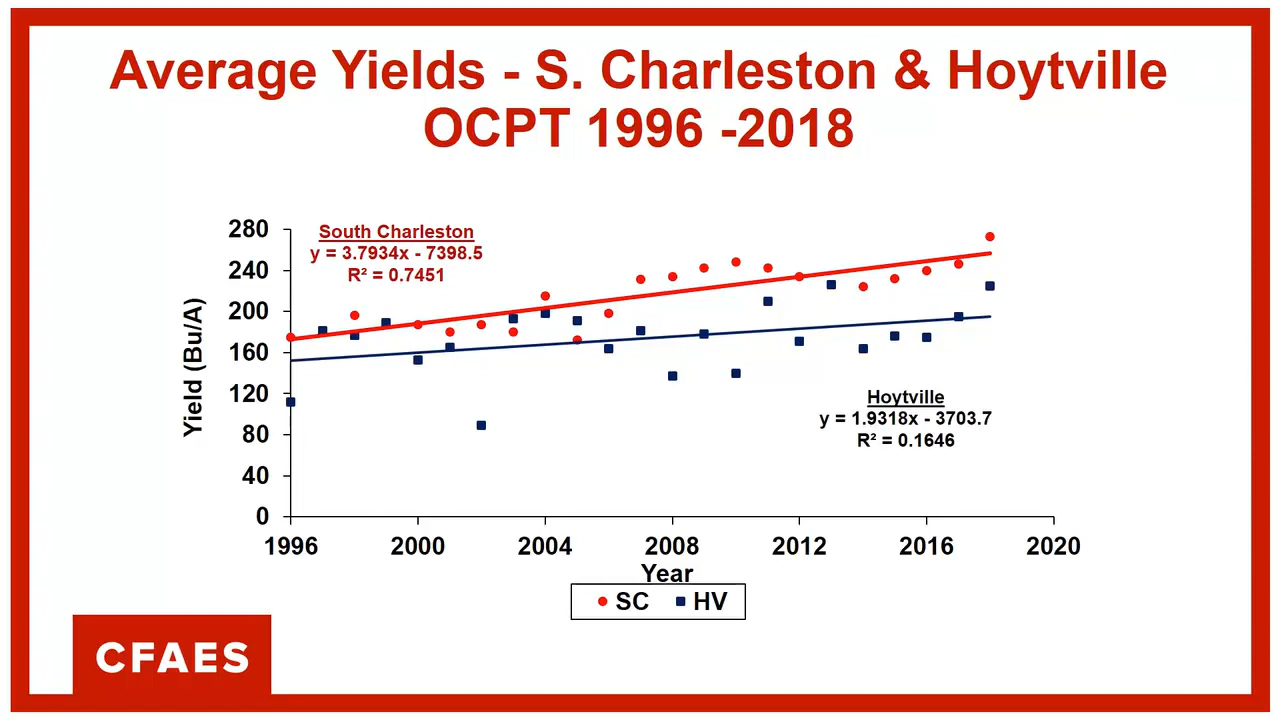 Average Yields - S. Charleston & Hoytville
OCPT 1996 -2018
South Charleston
y = 3.7934x - 7398.5
R² = 0.7451
280
240
200
160
120
80
40
0
Yield (Bu/A)
Hoytville
y = 1.9318x - 3703.7
R² = 0.1646
1996 2000 2004 2008 2012 2016 2020
Year
SC HV
CFAES